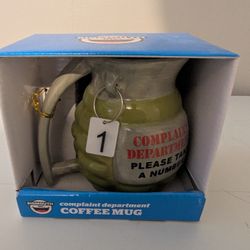 1
COMPLAINT
DEPARTMENT
PLEASE TAKE
A NUMBER
complaint department
COFFEE MUG